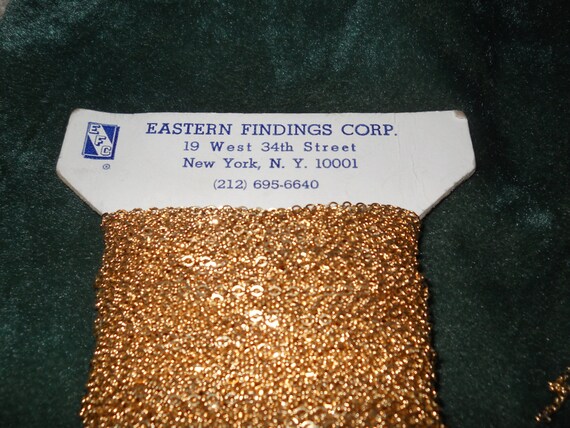 EFC
®
EASTERN FINDINGS CORP.
19 West 34th Street
New York, N. Y. 10001
(212) 695-6640